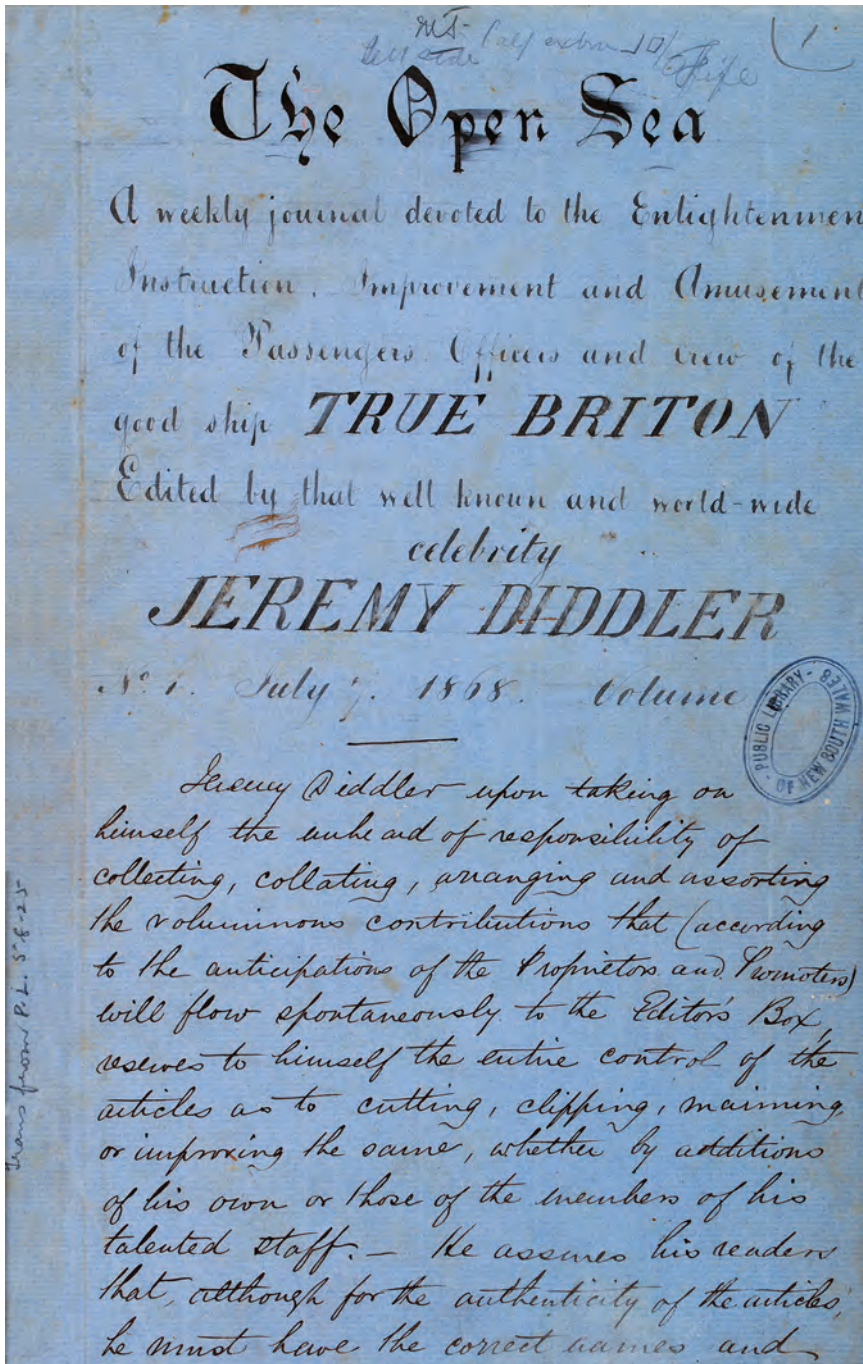 1
The Open Sea
A weekly journal devoted to the Enlightenmen
Instruction, Improvement and Amusement
of the Passengers Officers and crew of the
good ship TRUE BRITON
Edited by that well known and world-wide
celebrity
JEREMY DIDDLER
No 1. July 7. 1868. Volume
PUBLIC LIBRARY
OF NEW SOUTH WALES
Jeremy Diddler upon taking on
himself the unheard of responsibility of
collecting, collating, arranging and assorting
the voluminous contributions that (according
to the anticipations of the Proprietors and Promoters)
will flow spontaneously to the Editor's Box,
reserves to himself the entire control of the
articles as to cutting, clipping, maiming,
or improving the same, whether by additions
of his own or those of the members of his
talented staff. – He assures his readers
that, although for the authenticity of the articles,
he must have the correct names and
Trans from P.L. 5-8-25